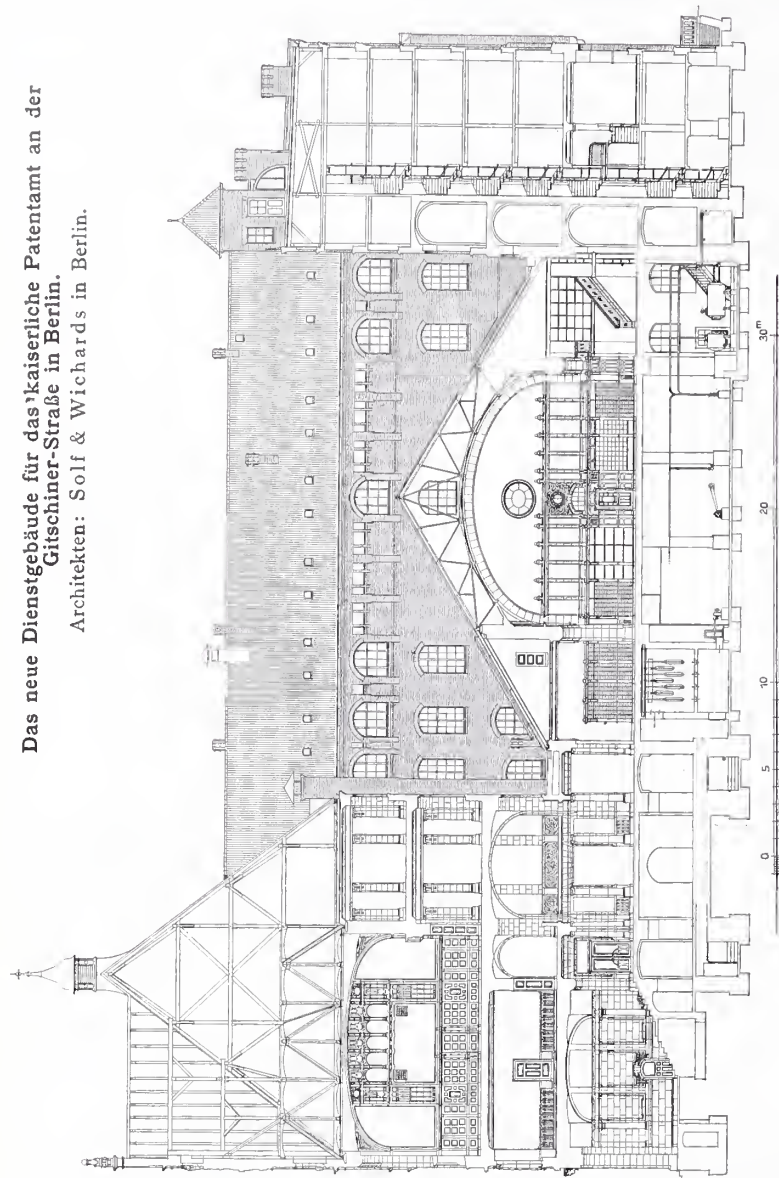 Das neue Dienstgebäude für das kaiserliche Patentamt an der
Gitschiner-Straße in Berlin.
Architekten: Solf & Wichards in Berlin.
0 5 10 20 30 m